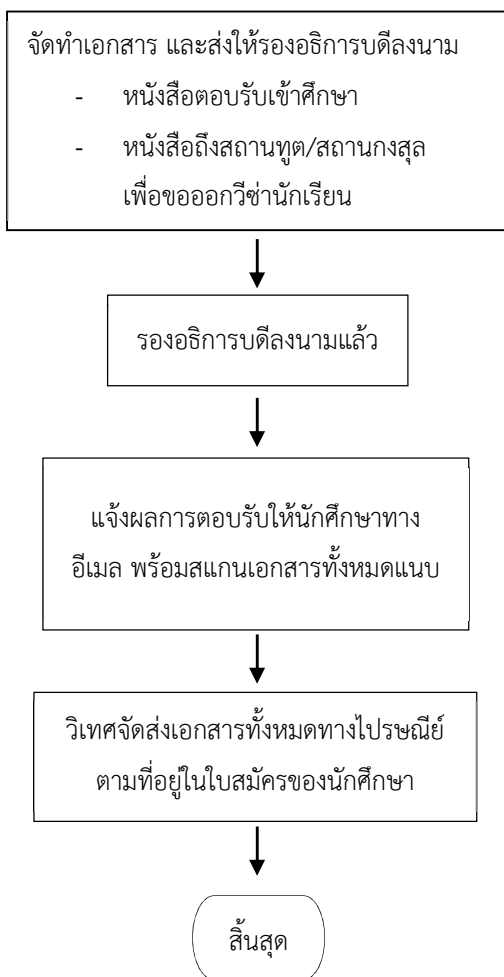 จัดทำเอกสาร และส่งให้รองอธิการบดีลงนาม
- หนังสือตอบรับเข้าศึกษา
- หนังสือถึงสถานทูต/สถานกงสุล
เพื่อขอออกวีซ่านักเรียน
รองอธิการบดีลงนามแล้ว
แจ้งผลการตอบรับให้นักศึกษาทาง
อีเมล พร้อมสแกนเอกสารทั้งหมดแนบ
วิเทศจัดส่งเอกสารทั้งหมดทางไปรษณีย์
ตามที่อยู่ในใบสมัครของนักศึกษา
สิ้นสุด